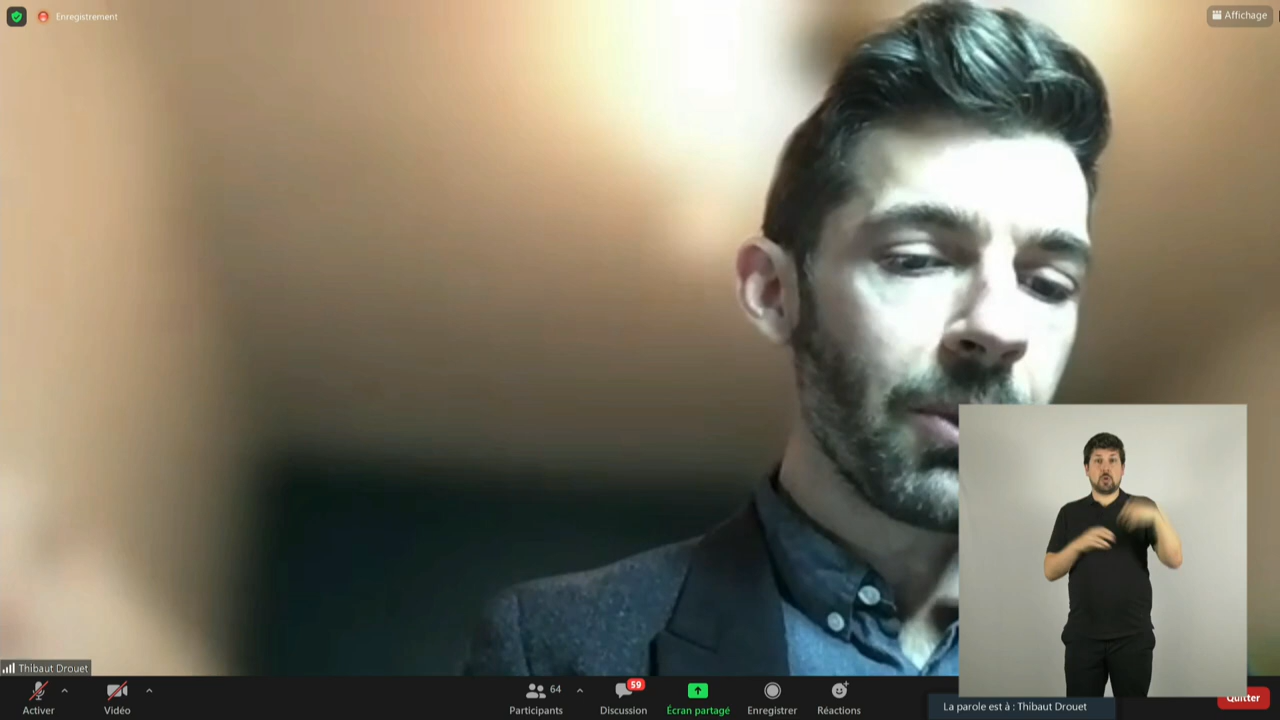 Enregistrement
Affichage
Thibaut Drouet
Activer
Vidéo
Participants
64
Discussion
59
Écran partagé
Enregistrer
Réactions
La parole est à : Thibaut Drouet
Quitter